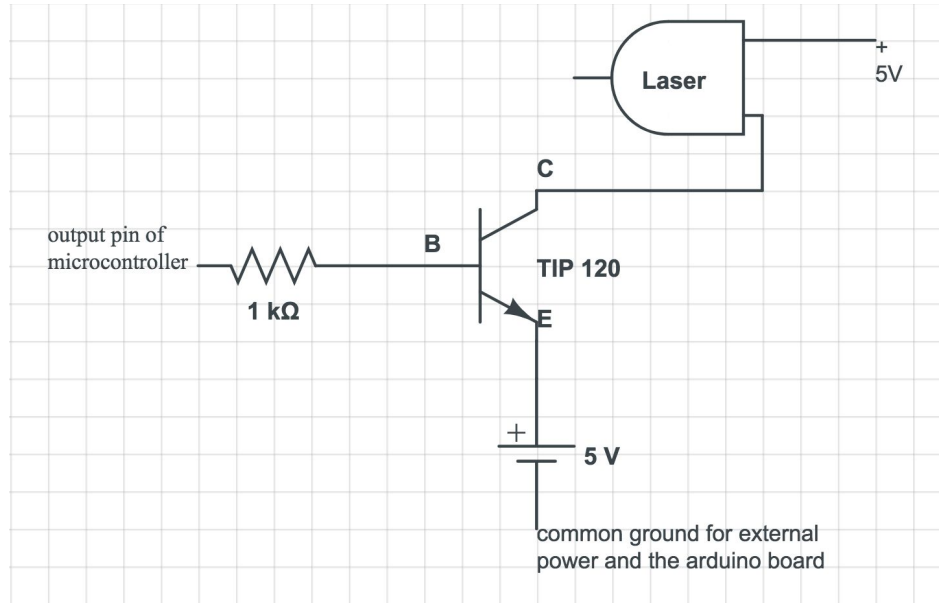 Laser
+
5V
C
output pin of
microcontroller
B
TIP 120
1 kΩ
E
+
5 V
common ground for external
power and the arduino board